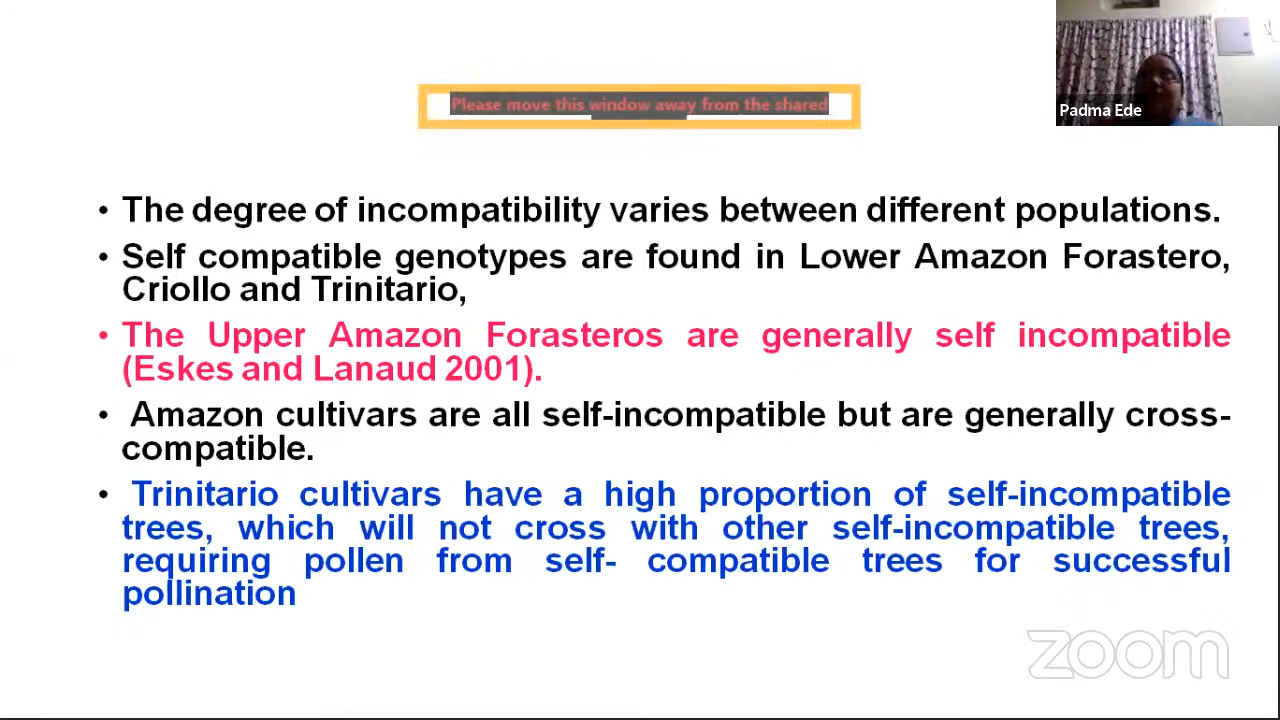 Please move this window away from the shared
Padma Ede
• The degree of incompatibility varies between different populations.
• Self compatible genotypes are found in Lower Amazon Forastero,
Criollo and Trinitario,
• The Upper Amazon Forasteros are generally self incompatible
(Eskes and Lanaud 2001).
• Amazon cultivars are all self-incompatible but are generally cross-
compatible.
• Trinitario cultivars have a high proportion of self-incompatible
trees, which will not cross with other self-incompatible trees,
requiring pollen from self- compatible trees for successful
pollination
zoom